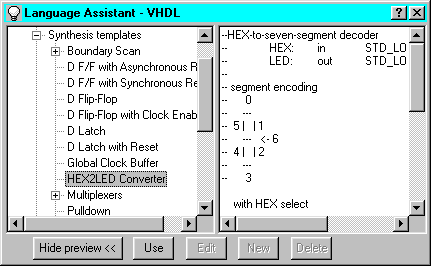 Language Assistant - VHDL
Synthesis templates
Boundary Scan
D F/F with Asynchronous R
D F/F with Synchronous Re
D Flip-Flop
D Flip-Flop with Clock Enab
D Latch
D Latch with Reset
Global Clock Buffer
HEX2LED Converter
Multiplexers
Pulldown
--HEX-to-seven-segment decoder
-- HEX: in STD_LO
-- LED: out STD_LO
--
-- segment encoding
-- 0
-- ---
-- 5 | | 1
-- --- <- 6
-- 4 | | 2
-- ---
-- 3
with HEX select
Hide preview << Use Edit New Delete